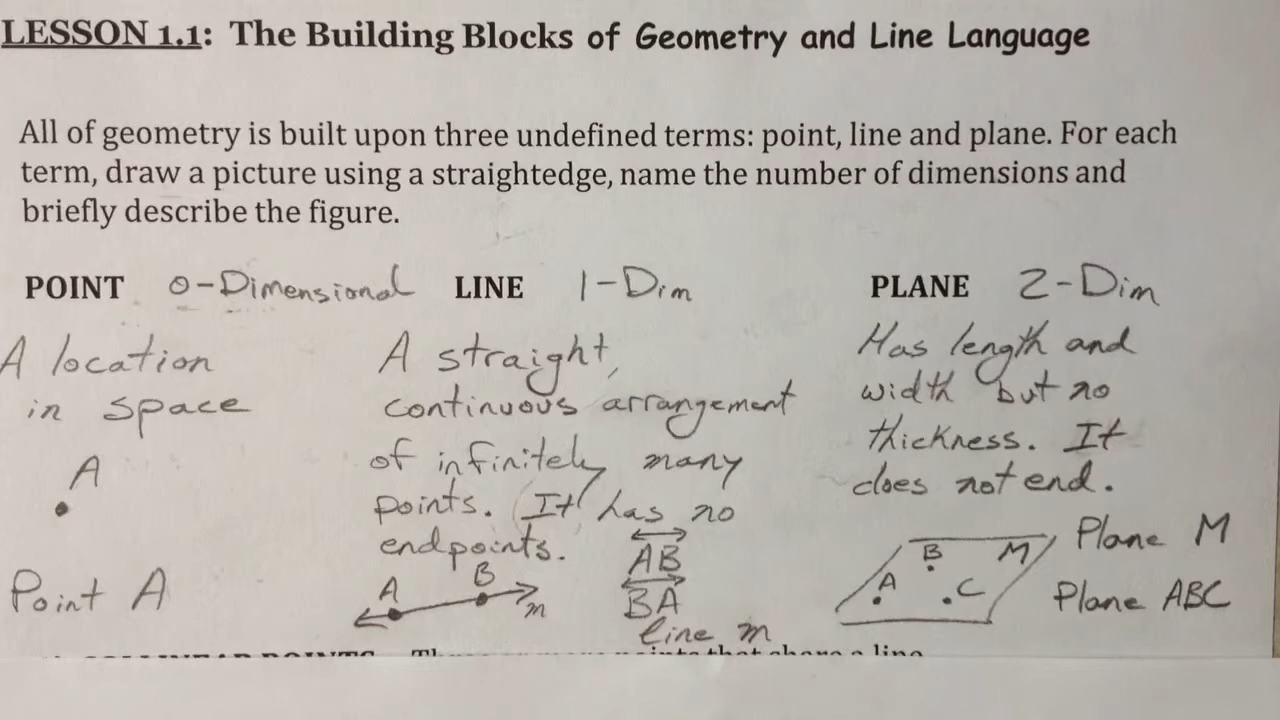 LESSON 1.1: The Building Blocks of Geometry and Line Language
All of geometry is built upon three undefined terms: point, line and plane. For each
term, draw a picture using a straightedge, name the number of dimensions and
briefly describe the figure.
POINT 0-Dimensional
A location
in space
A
Point A
LINE 1-Dim
A straight,
continuous arrangement
of infinitely many
points. It has no
endpoints.
A B m
AB
BA
line m
PLANE 2-Dim
Has length and
width but no
thickness. It
does not end.
B M
A C
Plane M
Plane ABC
points that share a line